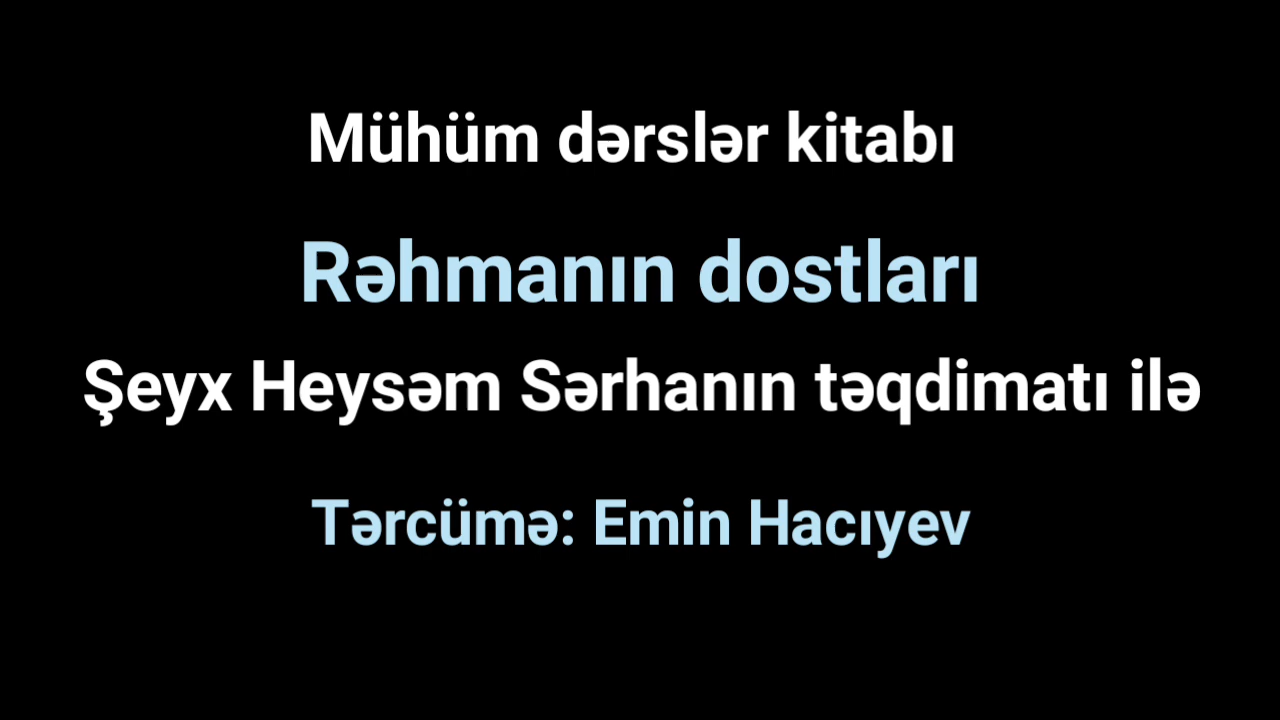 Mühüm dərslər kitabı
Rəhmanın dostları
Şeyx Heysəm Sərhanın təqdimatı ilə
Tərcümə: Emin Hacıyev